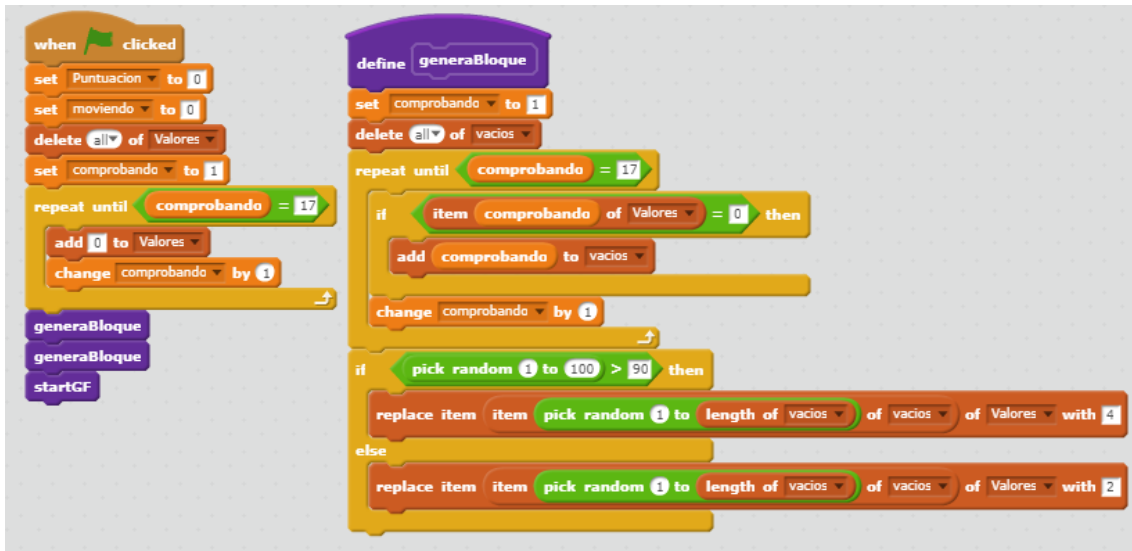 when clicked
set Puntuacion to 0
set moviendo to 0
delete all of Valores
set comprobando to 1
repeat until comprobando = 17
add 0 to Valores
change comprobando by 1
generaBloque
generaBloque
startGF
define generaBloque
set comprobando to 1
delete all of vacios
repeat until comprobando = 17
if item comprobando of Valores = 0 then
add comprobando to vacios
change comprobando by 1
if pick random 1 to 100 > 90 then
replace item item pick random 1 to length of vacios of vacios of Valores with 4
else
replace item item pick random 1 to length of vacios of vacios of Valores with 2